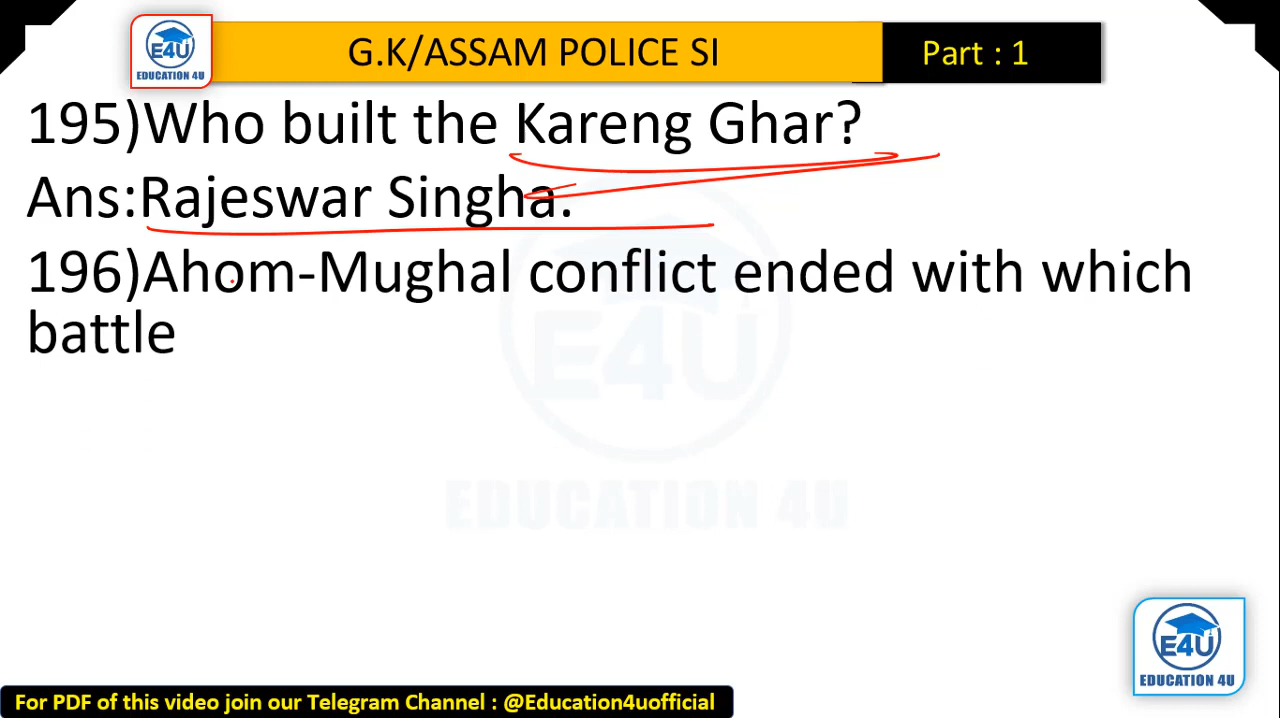 E4U
EDUCATION 4U
G.K/ASSAM POLICE SI
Part : 1
195)Who built the Kareng Ghar?
Ans:Rajeswar Singha.
196)Ahom-Mughal conflict ended with which
battle
E4U
EDUCATION 4U
E4U
EDUCATION 4U
For PDF of this video join our Telegram Channel : @Education4uofficial